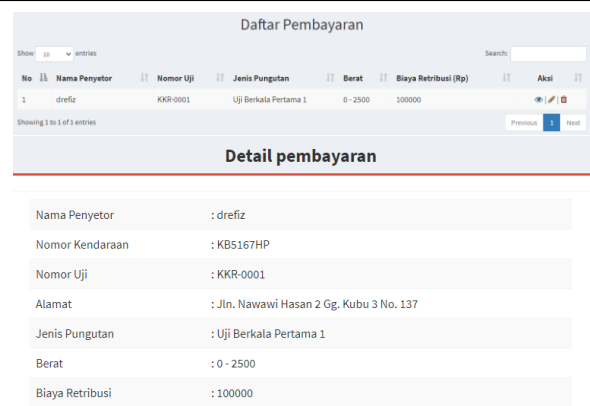 Daftar Pembayaran
Show 10 entries Search:
No Nama Penyetor Nomor Uji Jenis Pungutan Berat Biaya Retribusi (Rp) Aksi
1 drefiz KKR-0001 Uji Berkala Pertama 1 0 - 2500 100000 | |
Showing 1 to 1 of 1 entries Previous 1 Next
Detail pembayaran
Nama Penyetor : drefiz
Nomor Kendaraan : KB5167HP
Nomor Uji : KKR-0001
Alamat : Jln. Nawawi Hasan 2 Gg. Kubu 3 No. 137
Jenis Pungutan : Uji Berkala Pertama 1
Berat : 0 - 2500
Biaya Retribusi : 100000